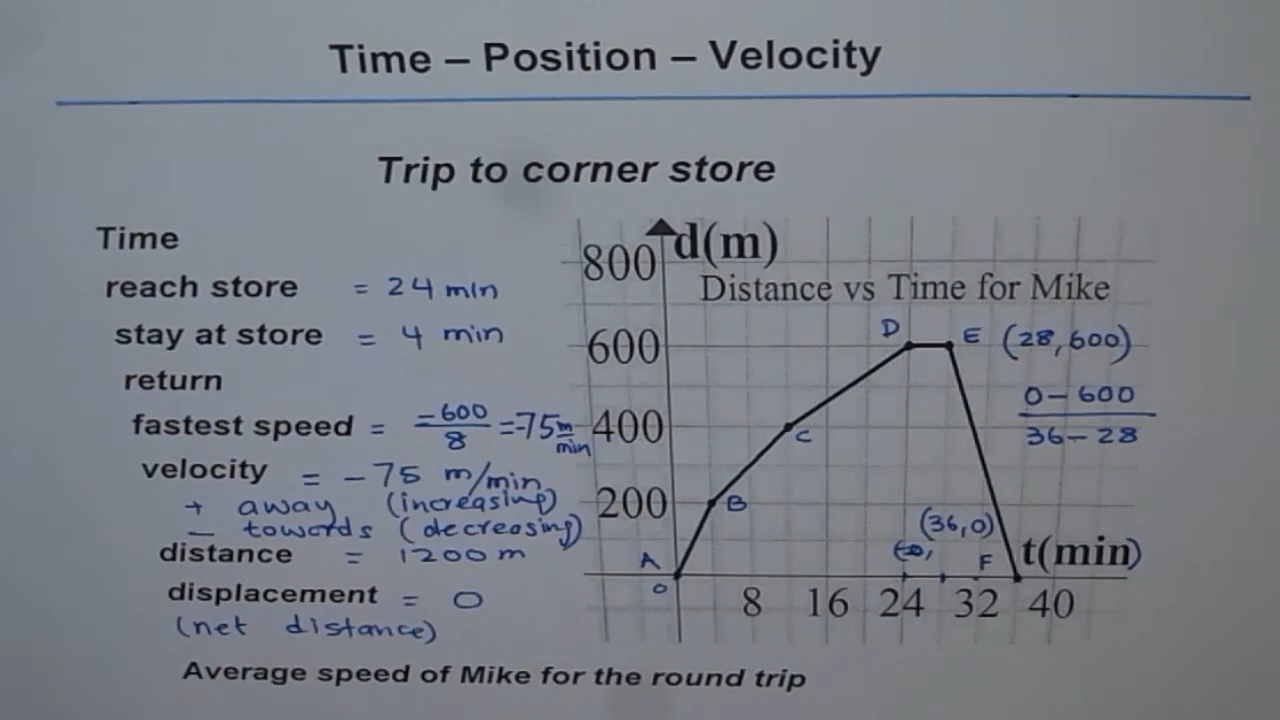 Time – Position – Velocity
Trip to corner store
Time
reach store = 24 min
stay at store = 4 min
return
fastest speed = -600/8 = -75 m/min
velocity = -75 m/min
+ away (increasing)
- towards (decreasing)
distance = 1200 m
displacement = 0
(net distance)
Average speed of Mike for the round trip
d(m)
Distance vs Time for Mike
800
600
400
200
D E (28,600)
0-600
36-28
C
B
(36,0)
A
F t(min)
0
8 16 24 32 40